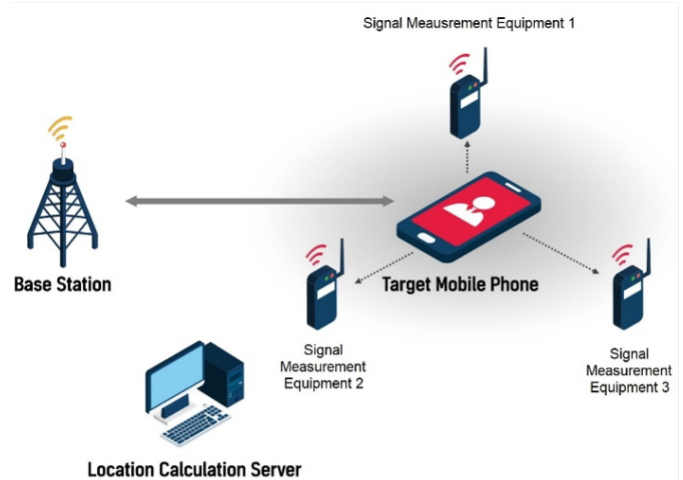 Signal Meausrement Equipment 1
Base Station
Target Mobile Phone
Signal
Measurement
Equipment 2
Signal
Measurement
Equipment 3
Location Calculation Server